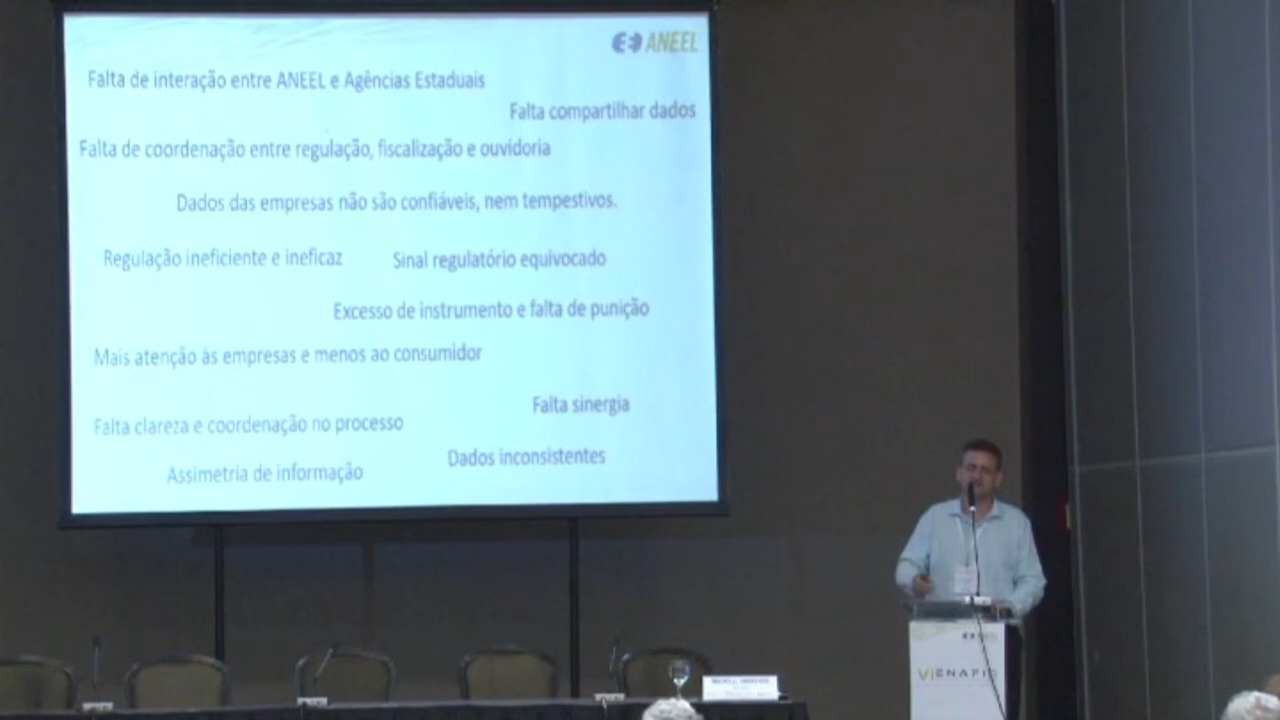 ANEEL
Falta de interação entre ANEEL e Agências Estaduais
Falta compartilhar dados
Falta de coordenação entre regulação, fiscalização e ouvidoria
Dados das empresas não são confiáveis, nem tempestivos.
Regulação ineficiente e ineficaz
Sinal regulatório equivocado
Excesso de instrumento e falta de punição
Mais atenção às empresas e menos ao consumidor
Falta sinergia
Falta clareza e coordenação no processo
Dados inconsistentes
Assimetria de informação
VI ENAFID